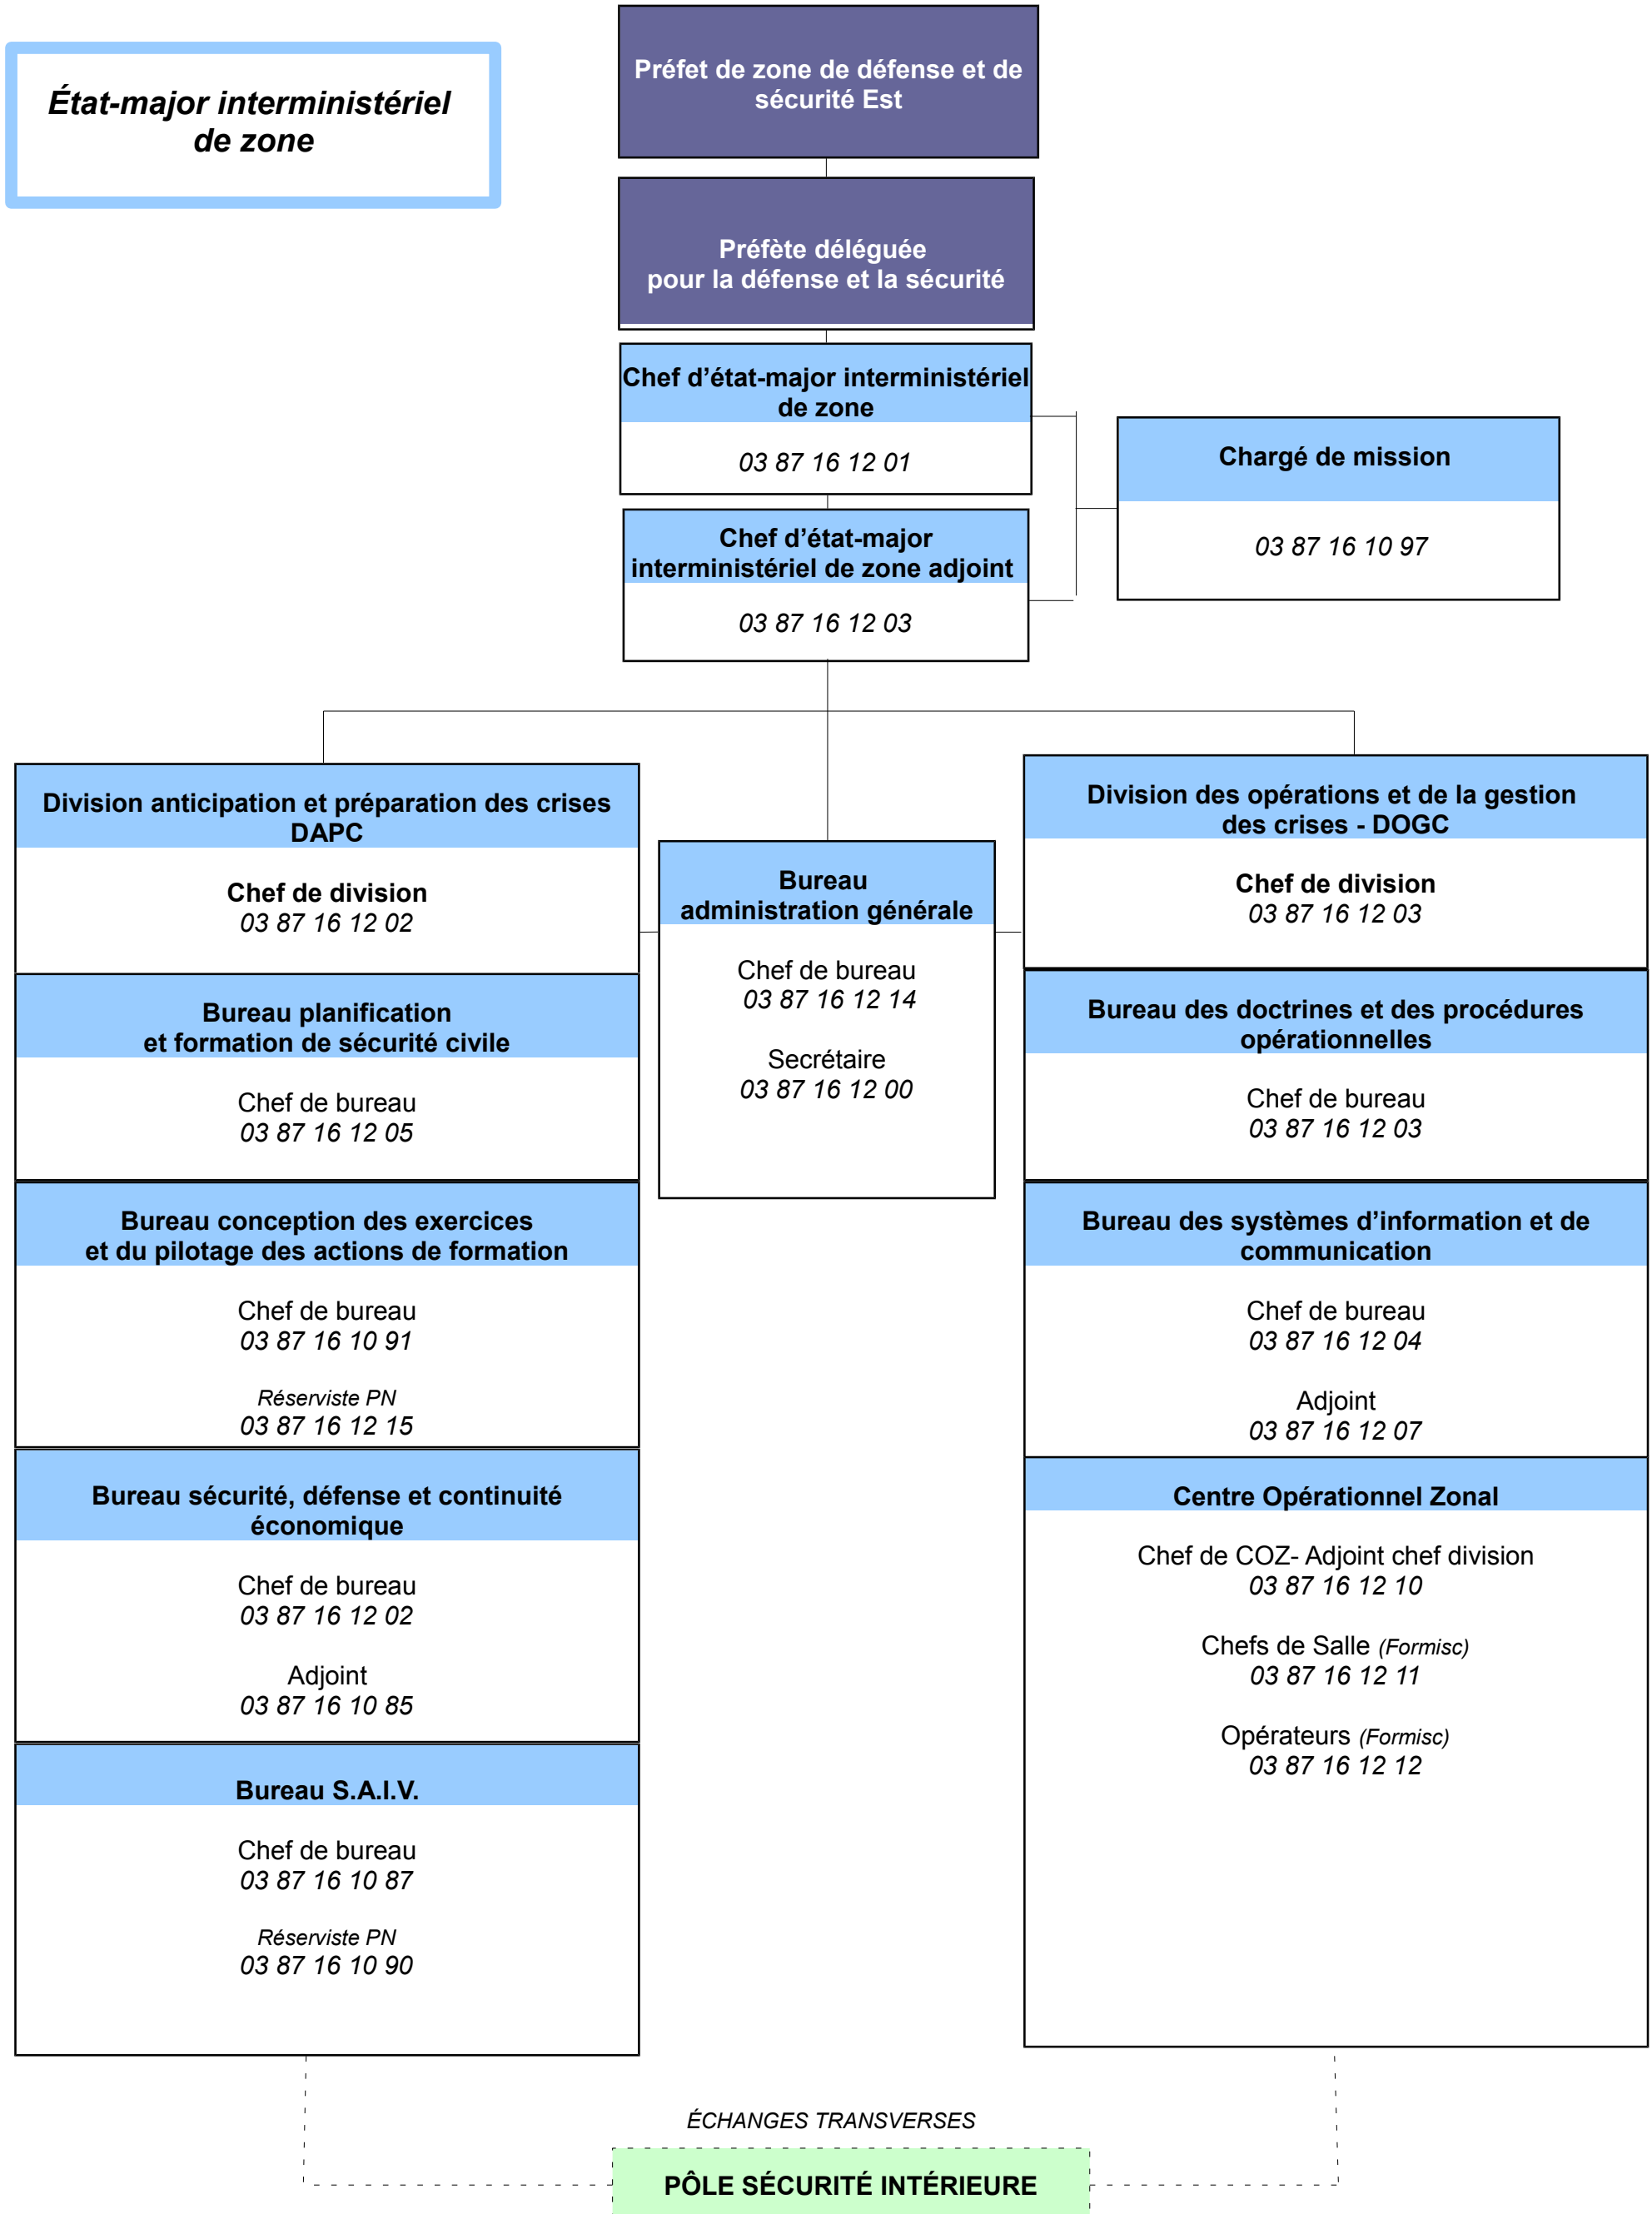 État-major interministériel
de zone
Préfet de zone de défense et de
sécurité Est
Préfète déléguée
pour la défense et la sécurité
Chef d’état-major interministériel
de zone
03 87 16 12 01
Chargé de mission
03 87 16 10 97
Chef d’état-major
interministériel de zone adjoint
03 87 16 12 03
Division anticipation et préparation des crises
DAPC
Chef de division
03 87 16 12 02
Bureau planification
et formation de sécurité civile
Chef de bureau
03 87 16 12 05
Bureau conception des exercices
et du pilotage des actions de formation
Chef de bureau
03 87 16 10 91
Réserviste PN
03 87 16 12 15
Bureau sécurité, défense et continuité
économique
Chef de bureau
03 87 16 12 02
Adjoint
03 87 16 10 85
Bureau S.A.I.V.
Chef de bureau
03 87 16 10 87
Réserviste PN
03 87 16 10 90
Bureau
administration générale
Chef de bureau
03 87 16 12 14
Secrétaire
03 87 16 12 00
Division des opérations et de la gestion
des crises - DOGC
Chef de division
03 87 16 12 03
Bureau des doctrines et des procédures
opérationnelles
Chef de bureau
03 87 16 12 03
Bureau des systèmes d’information et de
communication
Chef de bureau
03 87 16 12 04
Adjoint
03 87 16 12 07
Centre Opérationnel Zonal
Chef de COZ- Adjoint chef division
03 87 16 12 10
Chefs de Salle (Formisc)
03 87 16 12 11
Opérateurs (Formisc)
03 87 16 12 12
ÉCHANGES TRANSVERSES
PÔLE SÉCURITÉ INTÉRIEURE